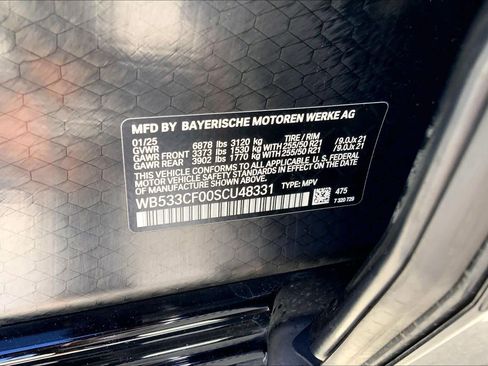 MFD BY BAYERISCHE MOTOREN WERKE AG
01/25 TIRE / RIM
GVWR 6878 lbs 3120 kg
GAWR FRONT 3373 lbs 1530 kg WITH 255/50 R21 / 9.0Jx 21
GAWR REAR 3902 lbs 1770 kg WITH 255/50 R21 / 9.0Jx 21
THIS VEHICLE CONFORMS TO ALL APPLICABLE U.S. FEDERAL
MOTOR VEHICLE SAFETY STANDARDS IN EFFECT ON THE
DATE OF MANUFACTURE SHOWN ABOVE.
WB533CF00SCU48331 TYPE: MPV 475
7 320 729